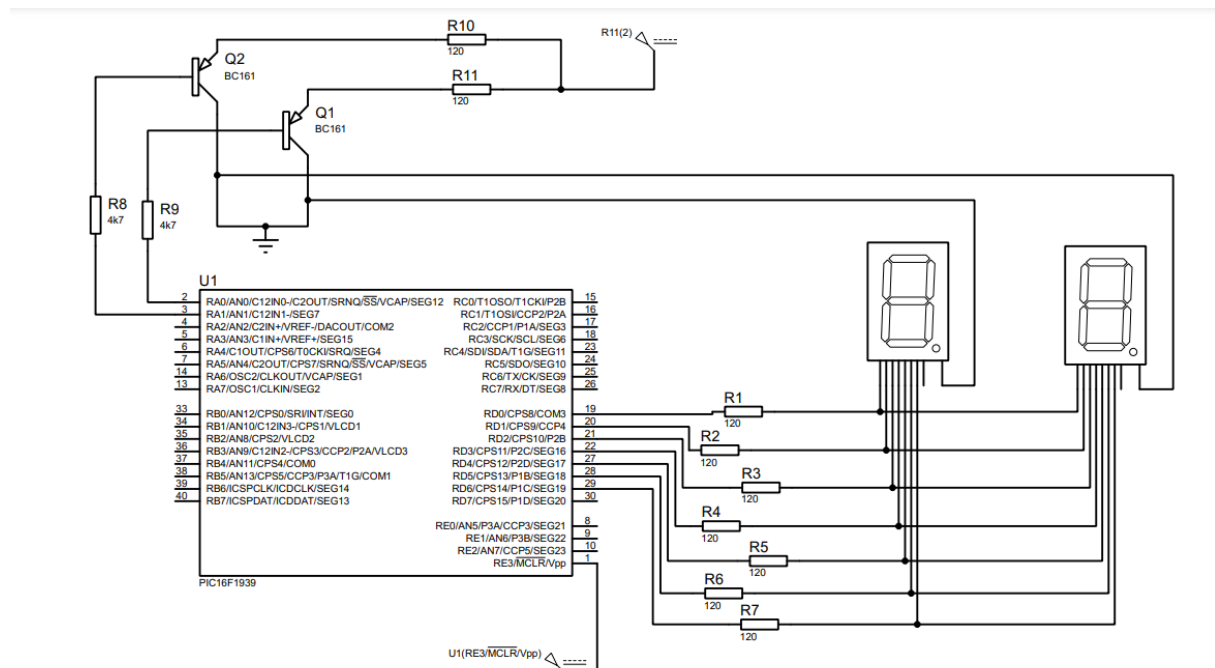 R10
120
R11(2)
Q2
BC161
R11
120
Q1
BC161
R8
4k7
R9
4k7
U1
2 RA0/AN0/C12IN0-/C2OUT/SRNQ/SS/VCAP/SEG12
3 RA1/AN1/C12IN1-/SEG7
4 RA2/AN2/C2IN+/VREF-/DACOUT/COM2
5 RA3/AN3/C1IN+/VREF+/SEG15
6 RA4/C1OUT/CPS6/T0CKI/SRQ/SEG4
7 RA5/AN4/C2OUT/CPS7/SRNQ/SS/VCAP/SEG5
14 RA6/OSC2/CLKOUT/VCAP/SEG1
13 RA7/OSC1/CLKIN/SEG2
33 RB0/AN12/CPS0/SRI/INT/SEG0
34 RB1/AN10/C12IN3-/CPS1/VLCD1
35 RB2/AN8/CPS2/VLCD2
36 RB3/AN9/C12IN2-/CPS3/CCP2/P2A/VLCD3
37 RB4/AN11/CPS4/COM0
38 RB5/AN13/CPS5/CCP3/P3A/T1G/COM1
39 RB6/ICSPCLK/ICDCLK/SEG14
40 RB7/ICSPDAT/ICDDAT/SEG13
RC0/T1OSO/T1CKI/P2B 15
RC1/T1OSI/CCP2/P2A 16
RC2/CCP1/P1A/SEG3 17
RC3/SCK/SCL/SEG6 18
RC4/SDI/SDA/T1G/SEG11 23
RC5/SDO/SEG10 24
RC6/TX/CK/SEG9 25
RC7/RX/DT/SEG8 26
RD0/CPS8/COM3 19
RD1/CPS9/CCP4 20
RD2/CPS10/P2B 21
RD3/CPS11/P2C/SEG16 22
RD4/CPS12/P2D/SEG17 27
RD5/CPS13/P1B/SEG18 28
RD6/CPS14/P1C/SEG19 29
RD7/CPS15/P1D/SEG20 30
RE0/AN5/P3A/CCP3/SEG21 8
RE1/AN6/P3B/SEG22 9
RE2/AN7/CCP5/SEG23 10
RE3/MCLR/Vpp 1
PIC16F1939
R1
120
R2
120
R3
120
R4
120
R5
120
R6
120
R7
120
U1(RE3/MCLR/Vpp)